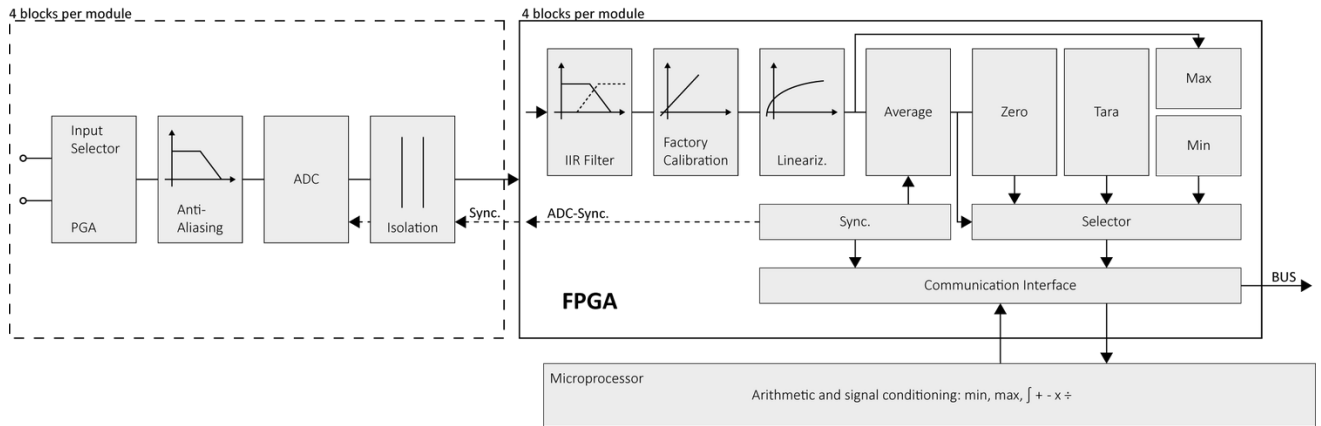 4 blocks per module
4 blocks per module
Input
Selector
PGA
Anti-
Aliasing
ADC
Isolation
Sync.
ADC-Sync.
IIR Filter
Factory
Calibration
Lineariz.
Average
Zero
Tara
Max
Min
Sync.
Selector
Communication Interface
BUS
FPGA
Microprocessor
Arithmetic and signal conditioning: min, max, ∫ + - x ÷